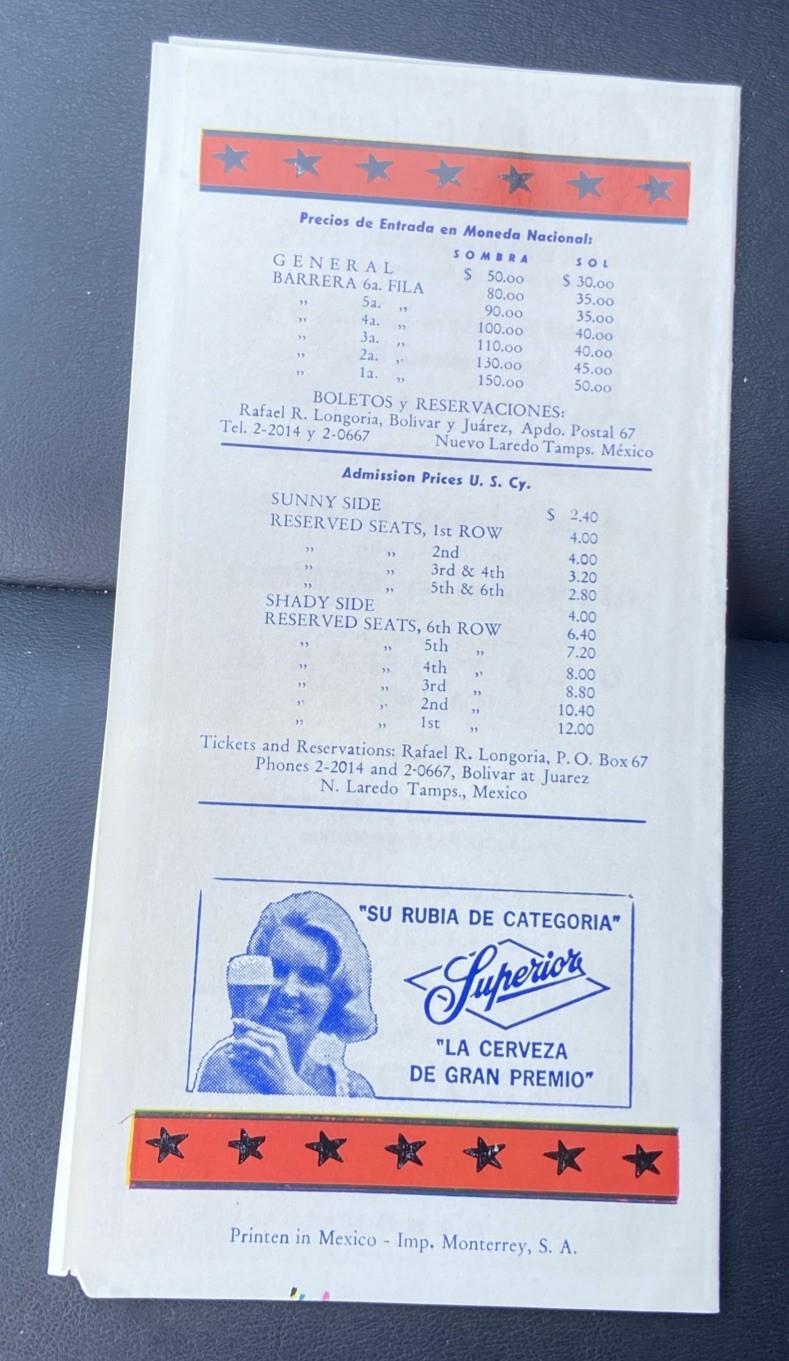 Precios de Entrada en Moneda Nacional:
SOMBRA SOL
GENERAL $ 50.00 $ 30.00
BARRERA 6a. FILA 80.00 35.00
,, 5a. ,, 90.00 35.00
,, 4a. ,, 100.00 40.00
,, 3a. ,, 110.00 40.00
,, 2a. ,, 130.00 45.00
,, 1a. ,, 150.00 50.00
BOLETOS y RESERVACIONES:
Rafael R. Longoria, Bolivar y Juárez, Apdo. Postal 67
Tel. 2-2014 y 2-0667 Nuevo Laredo Tamps. México
Admission Prices U. S. Cy.
SUNNY SIDE $ 2.40
RESERVED SEATS, 1st ROW 4.00
,, ,, 2nd 4.00
,, ,, 3rd & 4th 3.20
,, ,, 5th & 6th 2.80
SHADY SIDE 4.00
RESERVED SEATS, 6th ROW 6.40
,, ,, 5th ,, 7.20
,, ,, 4th ,, 8.00
,, ,, 3rd ,, 8.80
,, ,, 2nd ,, 10.40
,, ,, 1st ,, 12.00
Tickets and Reservations: Rafael R. Longoria, P. O. Box 67
Phones 2-2014 and 2-0667, Bolivar at Juarez
N. Laredo Tamps., Mexico
"SU RUBIA DE CATEGORIA"
Superior
"LA CERVEZA
DE GRAN PREMIO"
Printen in Mexico - Imp. Monterrey, S. A.